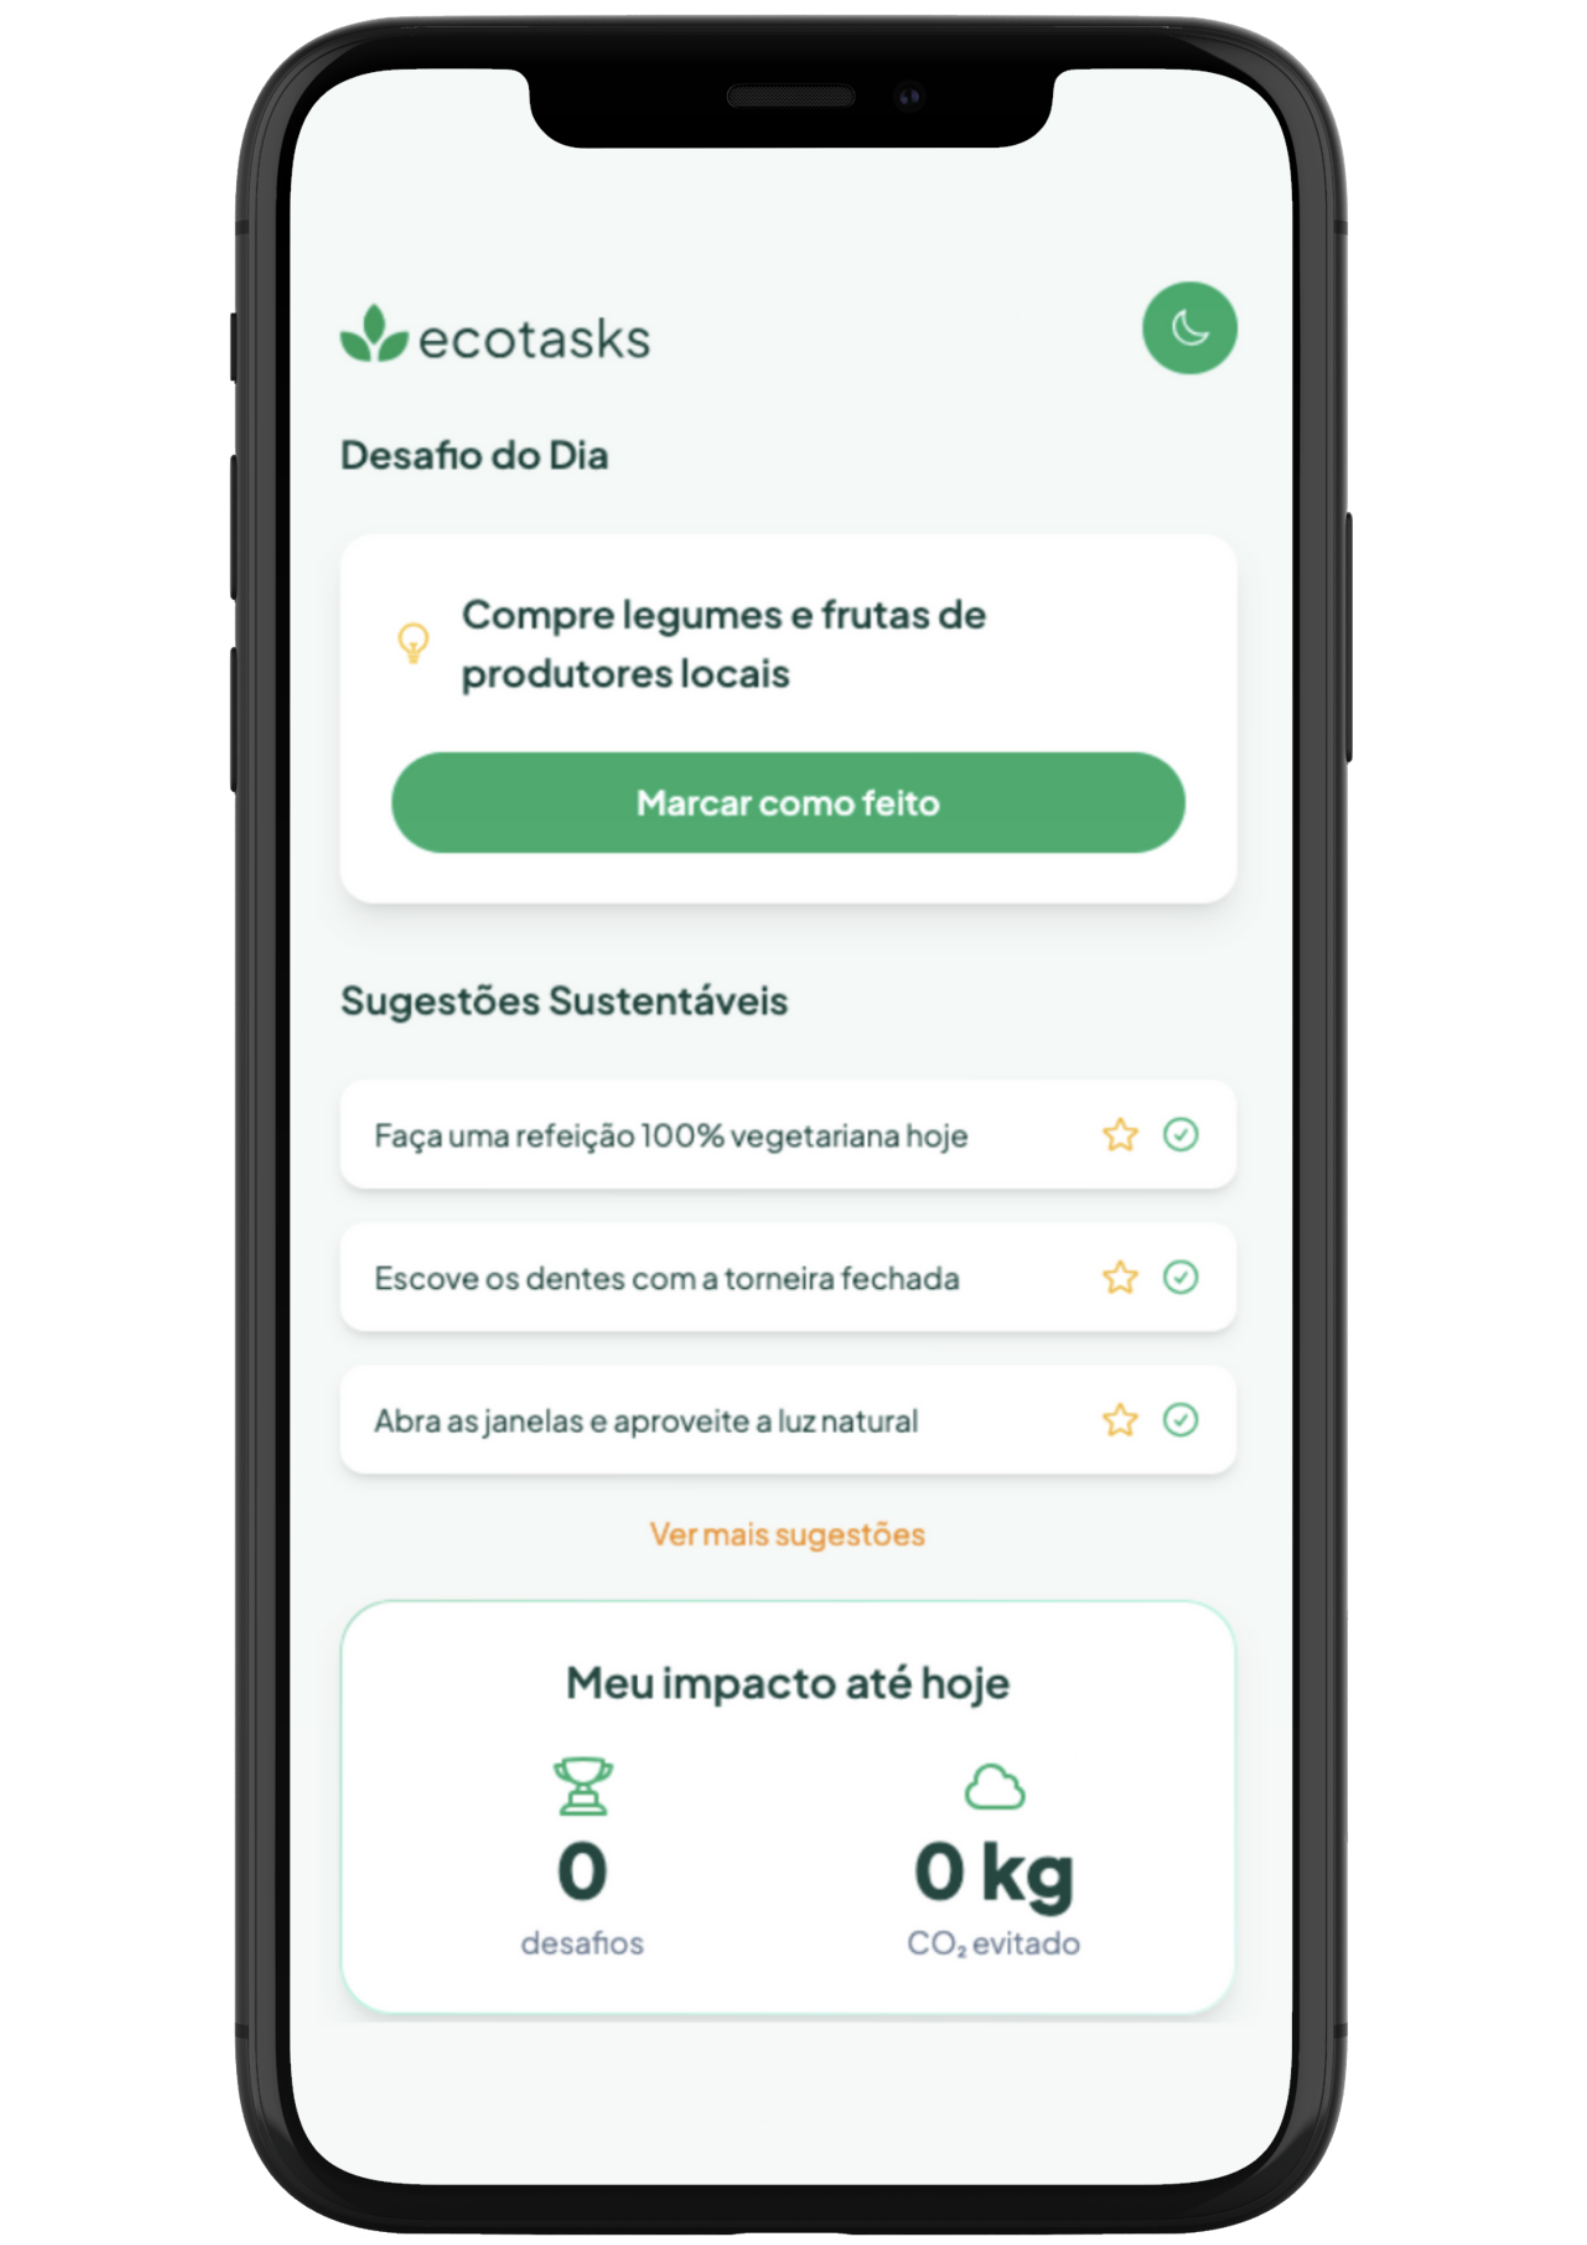 ecotasks
Desafio do Dia
Compre legumes e frutas de
produtores locais
Marcar como feito
Sugestões Sustentáveis
Faça uma refeição 100% vegetariana hoje
Escove os dentes com a torneira fechada
Abra as janelas e aproveite a luz natural
Ver mais sugestões
Meu impacto até hoje
0 0 kg
desafios CO₂ evitado